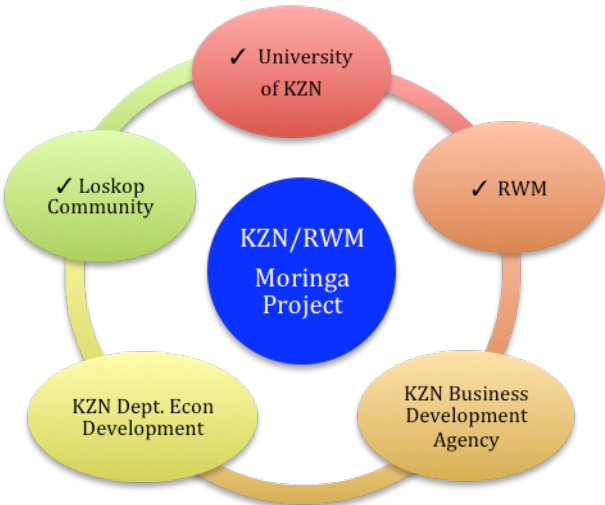 ✓ University
of KZN
✓ RWM
KZN Business
Development
Agency
KZN Dept. Econ
Development
✓ Loskop
Community
KZN/RWM
Moringa
Project